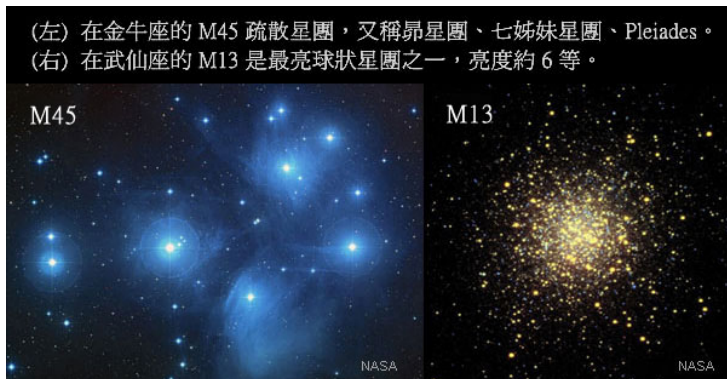 (左) 在金牛座的 M45 疏散星團，又稱昴星團、七姊妹星團、Pleiades。
(右) 在武仙座的 M13 是最亮球狀星團之一，亮度約 6 等。
M45
M13
NASA
NASA